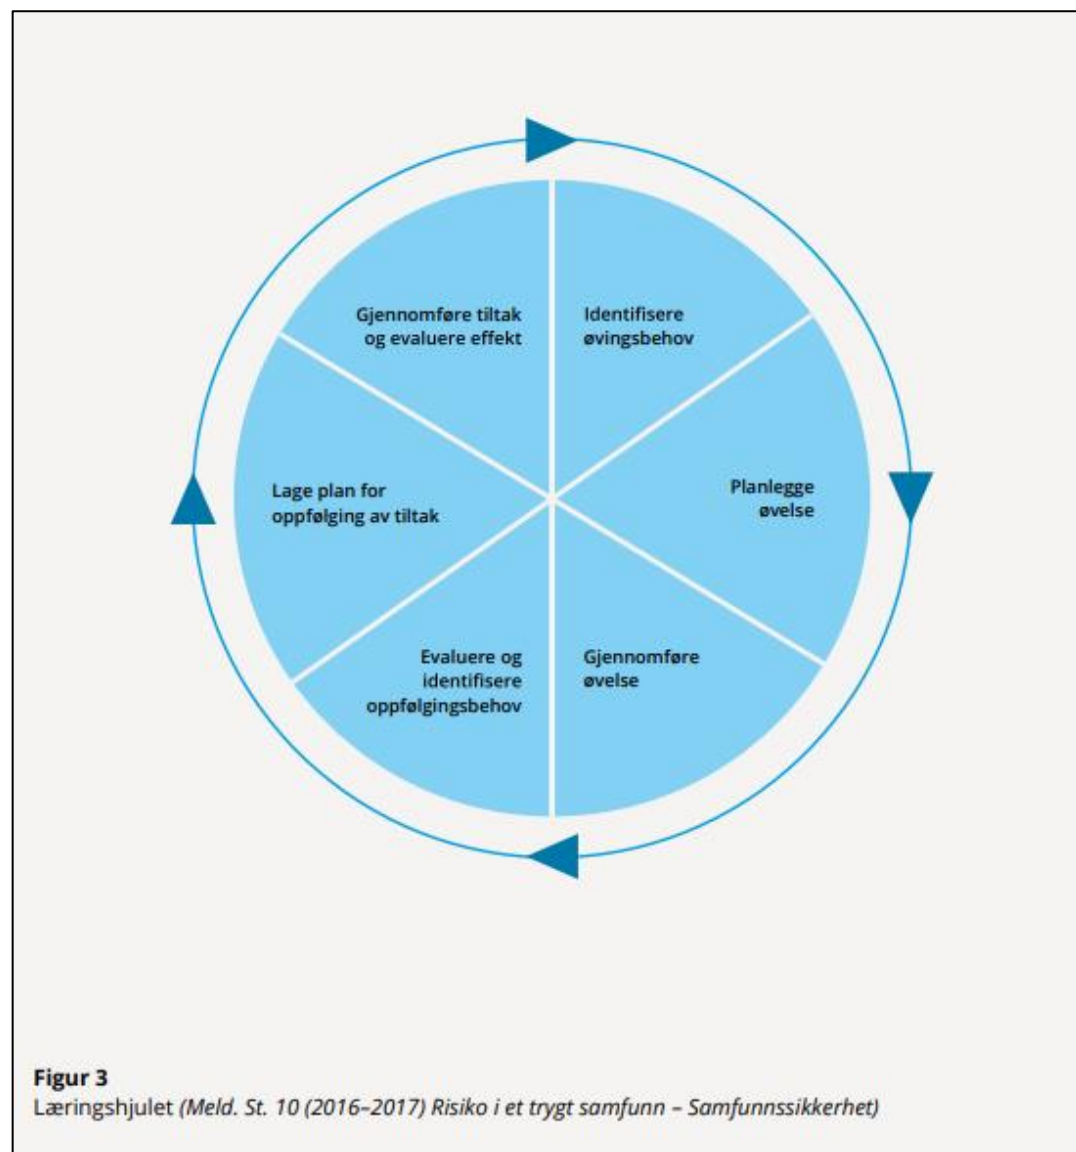 Gjennomføre tiltak
og evaluere effekt
Identifisere
øvingsbehov
Lage plan for
oppfølging av tiltak
Planlegge
øvelse
Evaluere og
identifisere
oppfølgingsbehov
Gjennomføre
øvelse
Figur 3
Læringshjulet (Meld. St. 10 (2016–2017) Risiko i et trygt samfunn – Samfunnssikkerhet)